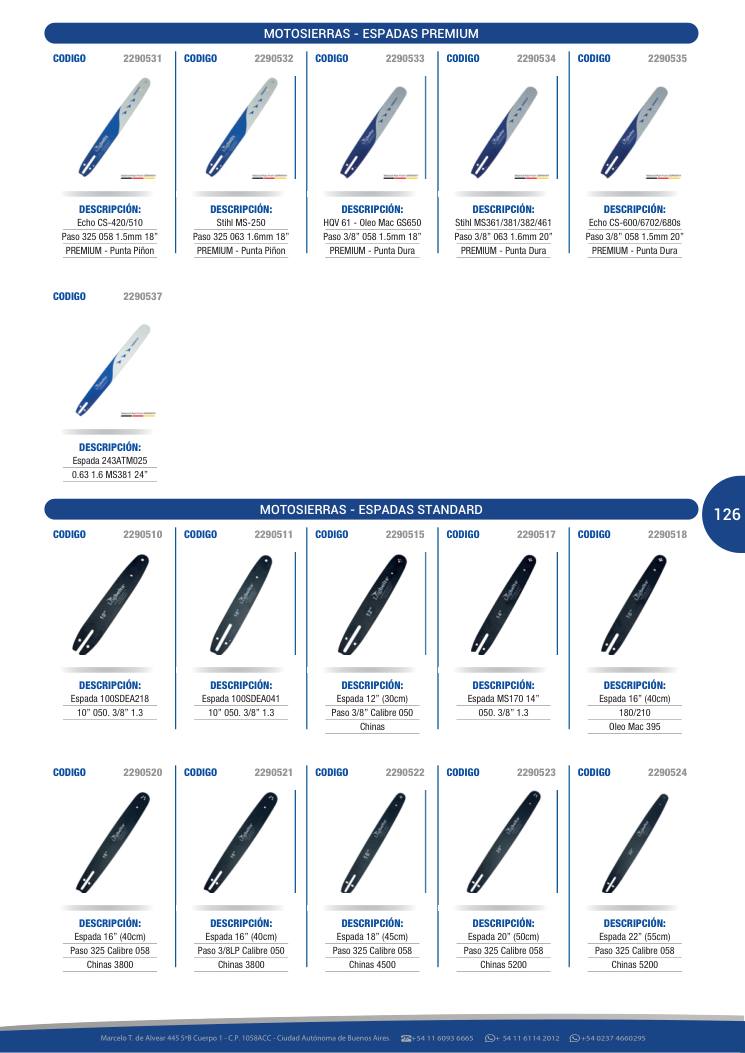 MOTOSIERRAS - ESPADAS PREMIUM
CODIGO 2290531
DESCRIPCIÓN:
Echo CS-420/510
Paso 325 058 1.5mm 18”
PREMIUM - Punta Piñon
CODIGO 2290532
DESCRIPCIÓN:
Stihl MS-250
Paso 325 063 1.6mm 18”
PREMIUM - Punta Piñon
CODIGO 2290533
DESCRIPCIÓN:
HQV 61 - Oleo Mac GS650
Paso 3/8” 058 1.5mm 18”
PREMIUM - Punta Dura
CODIGO 2290534
DESCRIPCIÓN:
Stihl MS361/381/382/461
Paso 3/8” 063 1.6mm 20”
PREMIUM - Punta Dura
CODIGO 2290535
DESCRIPCIÓN:
Echo CS-600/6702/680s
Paso 3/8” 058 1.5mm 20”
PREMIUM - Punta Dura
CODIGO 2290537
DESCRIPCIÓN:
Espada 243ATM025
0.63 1.6 MS381 24”
MOTOSIERRAS - ESPADAS STANDARD
126
CODIGO 2290510
10”
DESCRIPCIÓN:
Espada 100SDEA218
10” 050. 3/8” 1.3
CODIGO 2290511
DESCRIPCIÓN:
Espada 100SDEA041
10” 050. 3/8” 1.3
CODIGO 2290515
12”
DESCRIPCIÓN:
Espada 12” (30cm)
Paso 3/8” Calibre 050
Chinas
CODIGO 2290517
14”
DESCRIPCIÓN:
Espada MS170 14”
050. 3/8” 1.3
CODIGO 2290518
16”
DESCRIPCIÓN:
Espada 16” (40cm)
180/210
Oleo Mac 395
CODIGO 2290520
DESCRIPCIÓN:
Espada 16” (40cm)
Paso 325 Calibre 058
Chinas 3800
CODIGO 2290521
DESCRIPCIÓN:
Espada 16” (40cm)
Paso 3/8LP Calibre 050
Chinas 3800
CODIGO 2290522
18”
DESCRIPCIÓN:
Espada 18” (45cm)
Paso 325 Calibre 058
Chinas 4500
CODIGO 2290523
DESCRIPCIÓN:
Espada 20” (50cm)
Paso 325 Calibre 058
Chinas 5200
CODIGO 2290524
DESCRIPCIÓN:
Espada 22” (55cm)
Paso 325 Calibre 058
Chinas 5200
Marcelo T. de Alvear 445 5ºB Cuerpo 1 - C.P. 1058ACC - Ciudad Autónoma de Buenos Aires +54 11 6093 6665 + 54 11 6114 2012 +54 0237 4660295